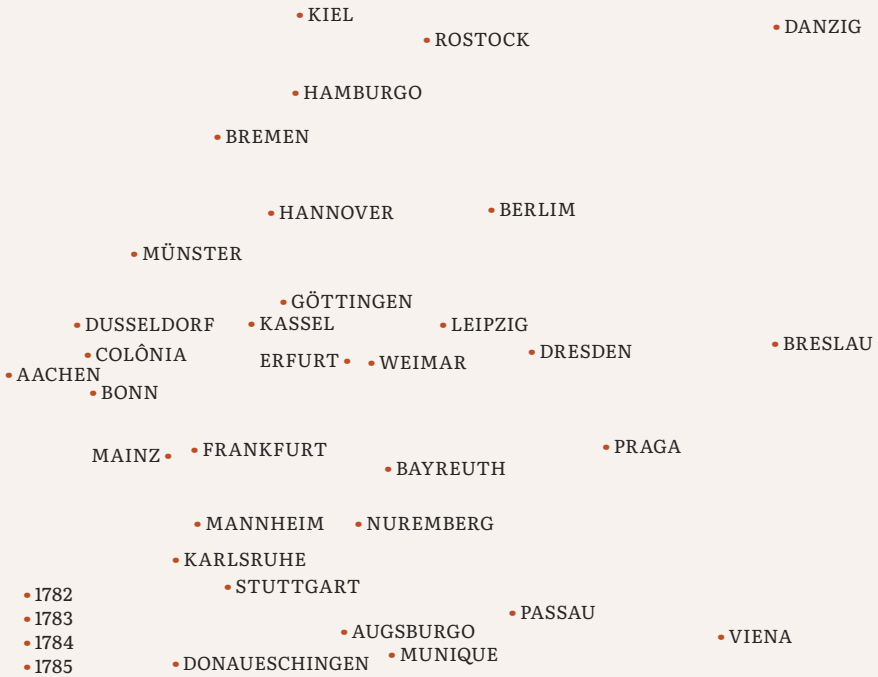 KIEL
DANZIG
ROSTOCK
HAMBURGO
BREMEN
HANNOVER
BERLIM
MÜNSTER
GÖTTINGEN
DUSSELDORF
KASSEL
LEIPZIG
BRESLAU
COLÔNIA
ERFURT
WEIMAR
DRESDEN
AACHEN
BONN
MAINZ
FRANKFURT
PRAGA
BAYREUTH
MANNHEIM
NUREMBERG
KARLSRUHE
STUTTGART
1782
1783
1784
1785
PASSAU
AUGSBURGO
VIENA
MUNIQUE
DONAUESCHINGEN